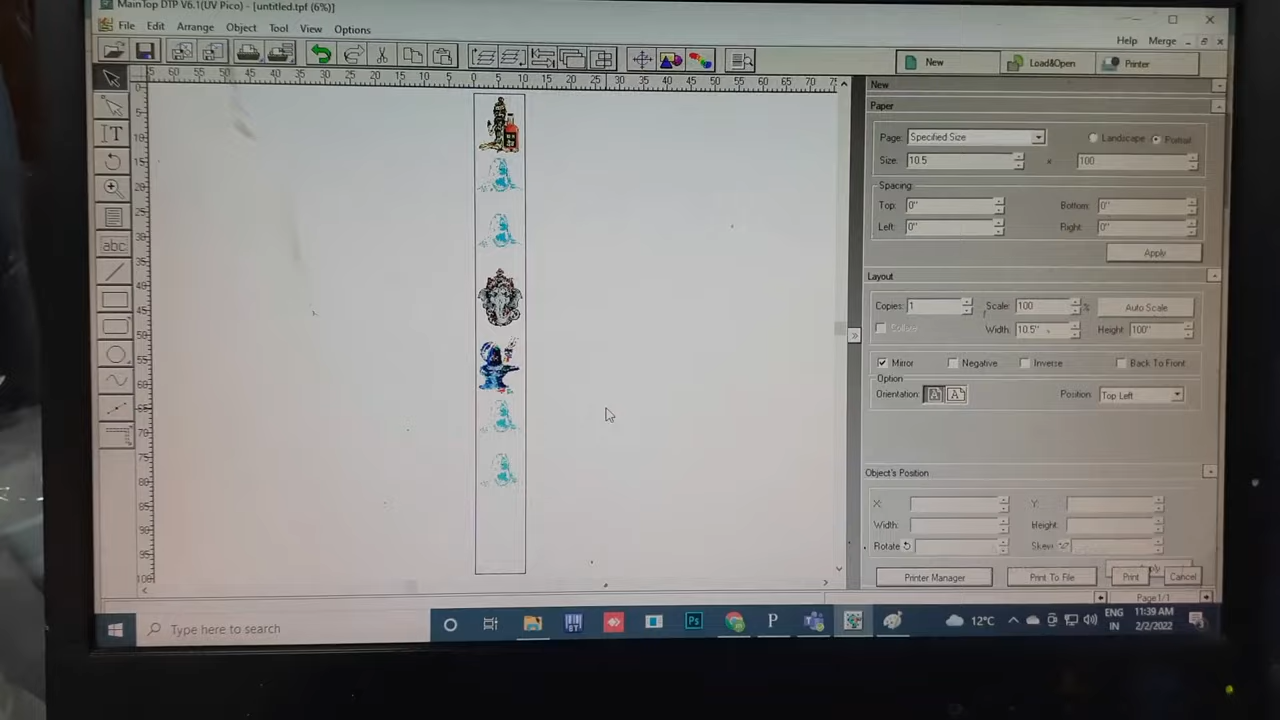 MainTop DTP V6.1(UV Pico) - [untitled.tpf (6%)]
File Edit Arrange Object Tool View Options
Help Merge
New Load&Open Printer
New
Paper
Page: Specified Size Landscape Portrait
Size: 10.5 x 100
Spacing:
Top: 0" Bottom: 0"
Left: 0" Right: 0"
Apply
Layout
Copies: 1 Scale: 100 % Auto Scale
Collate Width: 10.5" Height 100"
Mirror Negative Inverse Back To Front
Option
Orientation: Position: Top Left
Object's Position
X: Y:
Width: Height:
Rotate Skew
Printer Manager Print To File Print Cancel
Page1/1
Type here to search
12°C
ENG
IN
11:39 AM
2/2/2022